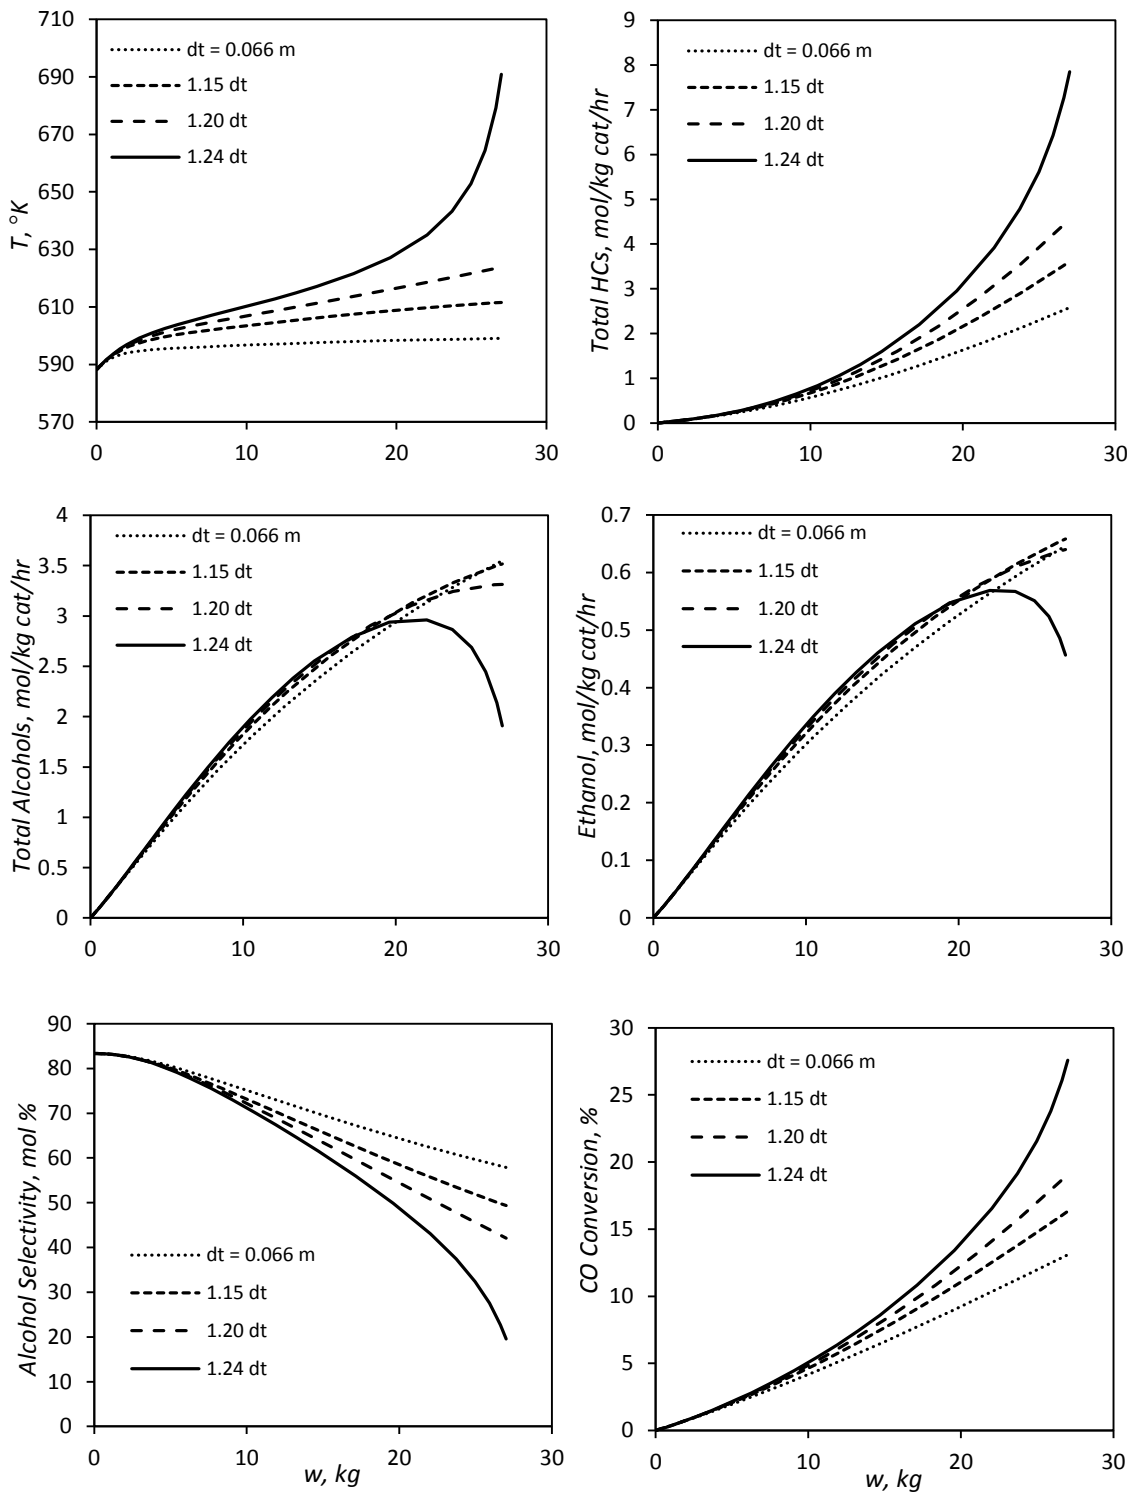 T, °K
710
690
670
650
630
610
590
570
0
10
20
30
dt = 0.066 m
1.15 dt
1.20 dt
1.24 dt
Total HCs, mol/kg cat/hr
9
8
7
6
5
4
3
2
1
0
0
10
20
30
dt = 0.066 m
1.15 dt
1.20 dt
1.24 dt
Total Alcohols, mol/kg cat/hr
4
3.5
3
2.5
2
1.5
1
0.5
0
0
10
20
30
dt = 0.066 m
1.15 dt
1.20 dt
1.24 dt
Ethanol, mol/kg cat/hr
0.7
0.6
0.5
0.4
0.3
0.2
0.1
0
0
10
20
30
dt = 0.066 m
1.15 dt
1.20 dt
1.24 dt
Alcohol Selectivity, mol %
90
80
70
60
50
40
30
20
10
0
0
10
20
30
w, kg
dt = 0.066 m
1.15 dt
1.20 dt
1.24 dt
CO Conversion, %
30
25
20
15
10
5
0
0
10
20
30
w, kg
dt = 0.066 m
1.15 dt
1.20 dt
1.24 dt